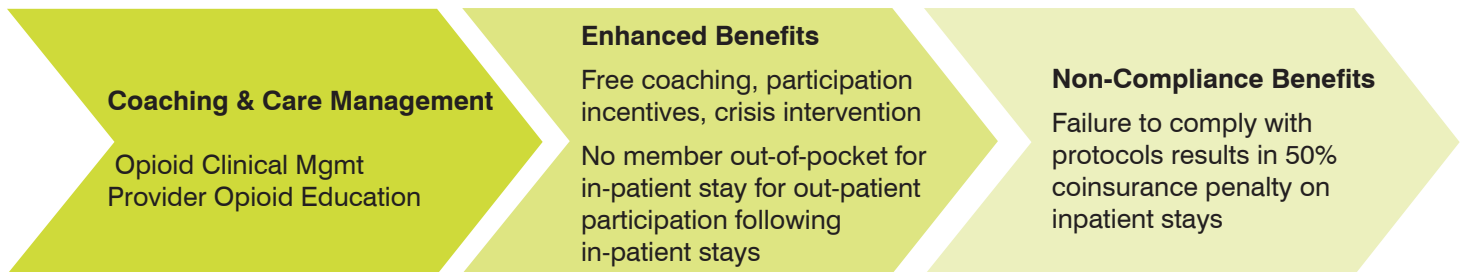 Coaching & Care Management
Opioid Clinical Mgmt
Provider Opioid Education
Enhanced Benefits
Free coaching, participation
incentives, crisis intervention
No member out-of-pocket for
in-patient stay for out-patient
participation following
in-patient stays
Non-Compliance Benefits
Failure to comply with
protocols results in 50%
coinsurance penalty on
inpatient stays